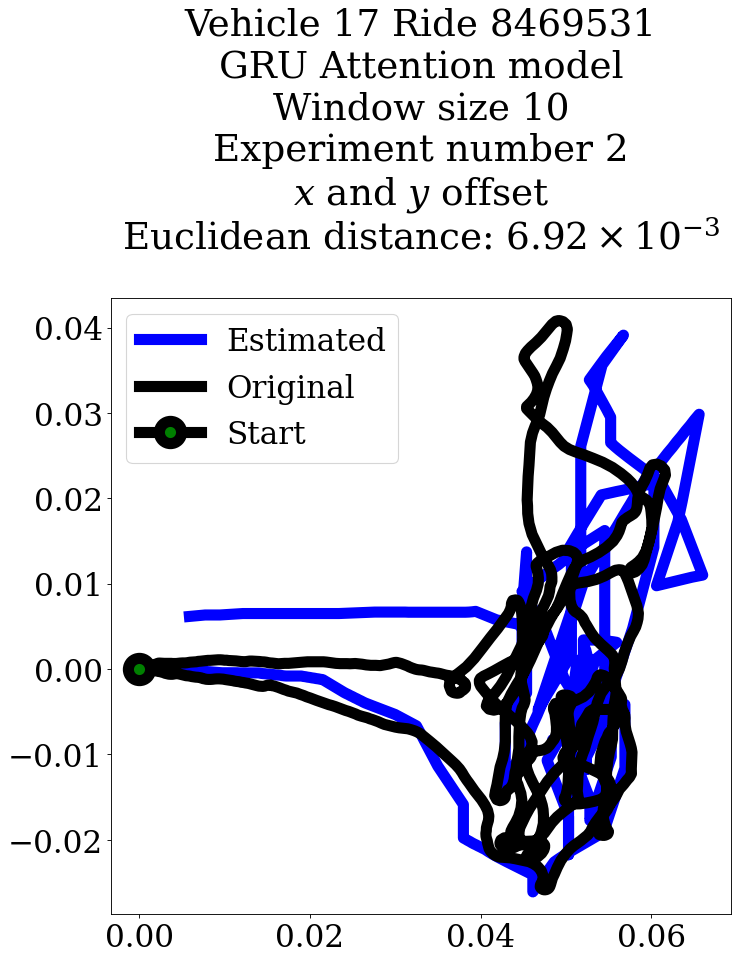 Vehicle 17 Ride 8469531
GRU Attention model
Window size 10
Experiment number 2
x and y offset
Euclidean distance: 6.92 × 10⁻³
0.04
0.03
0.02
0.01
0.00
−0.01
−0.02
Estimated
Original
Start
0.00 0.02 0.04 0.06